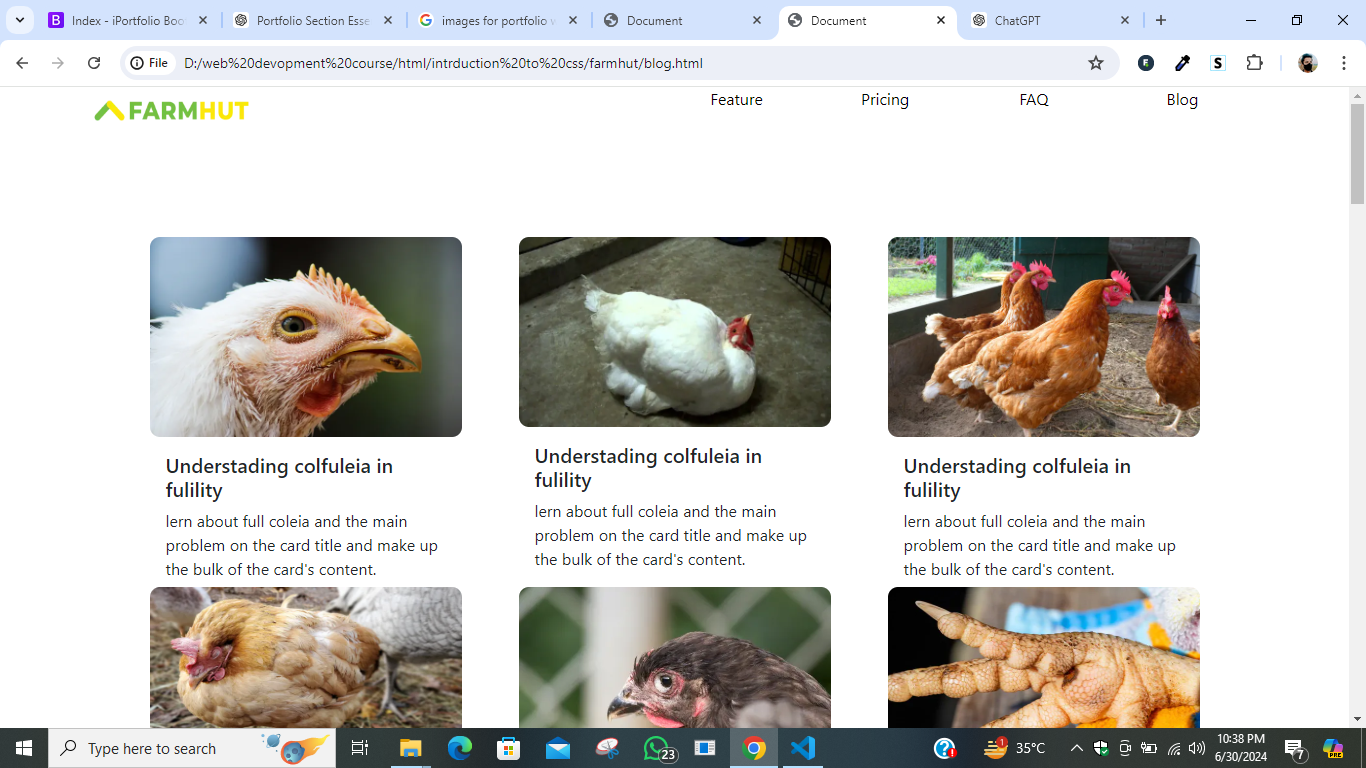 Index - iPortfolio Boo
Portfolio Section Esse
images for portfolio w
Document
Document
ChatGPT
File
D:/web%20devopment%20course/html/intrduction%20to%20css/farmhut/blog.html
FARMHUT
Feature
Pricing
FAQ
Blog
Understading colfuleia in
fulility
lern about full coleia and the main
problem on the card title and make up
the bulk of the card's content.
Understading colfuleia in
fulility
lern about full coleia and the main
problem on the card title and make up
the bulk of the card's content.
Understading colfuleia in
fulility
lern about full coleia and the main
problem on the card title and make up
the bulk of the card's content.
Type here to search
23
1
35°C
10:38 PM
6/30/2024
7
PRE